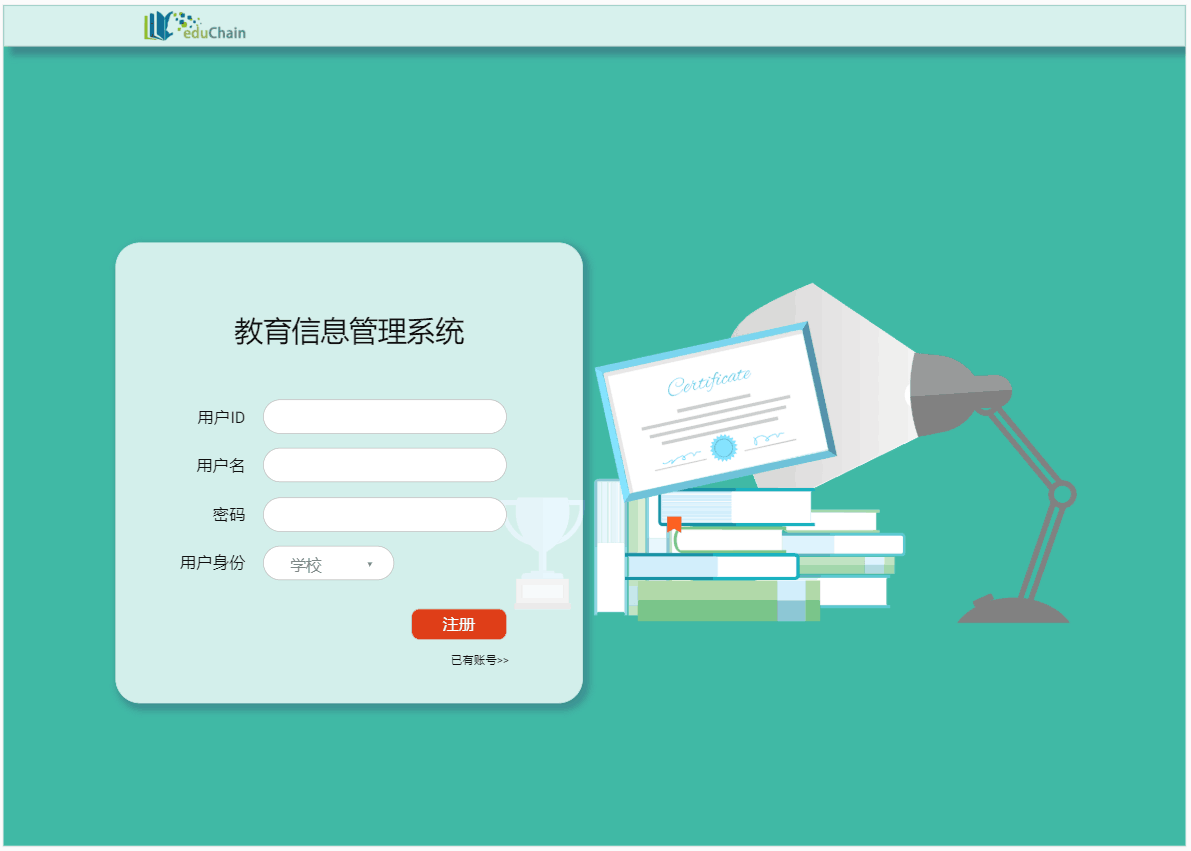 eduChain
教育信息管理系统
Certificate
用户ID
用户名
密码
用户身份
学校
注册
已有账号>>